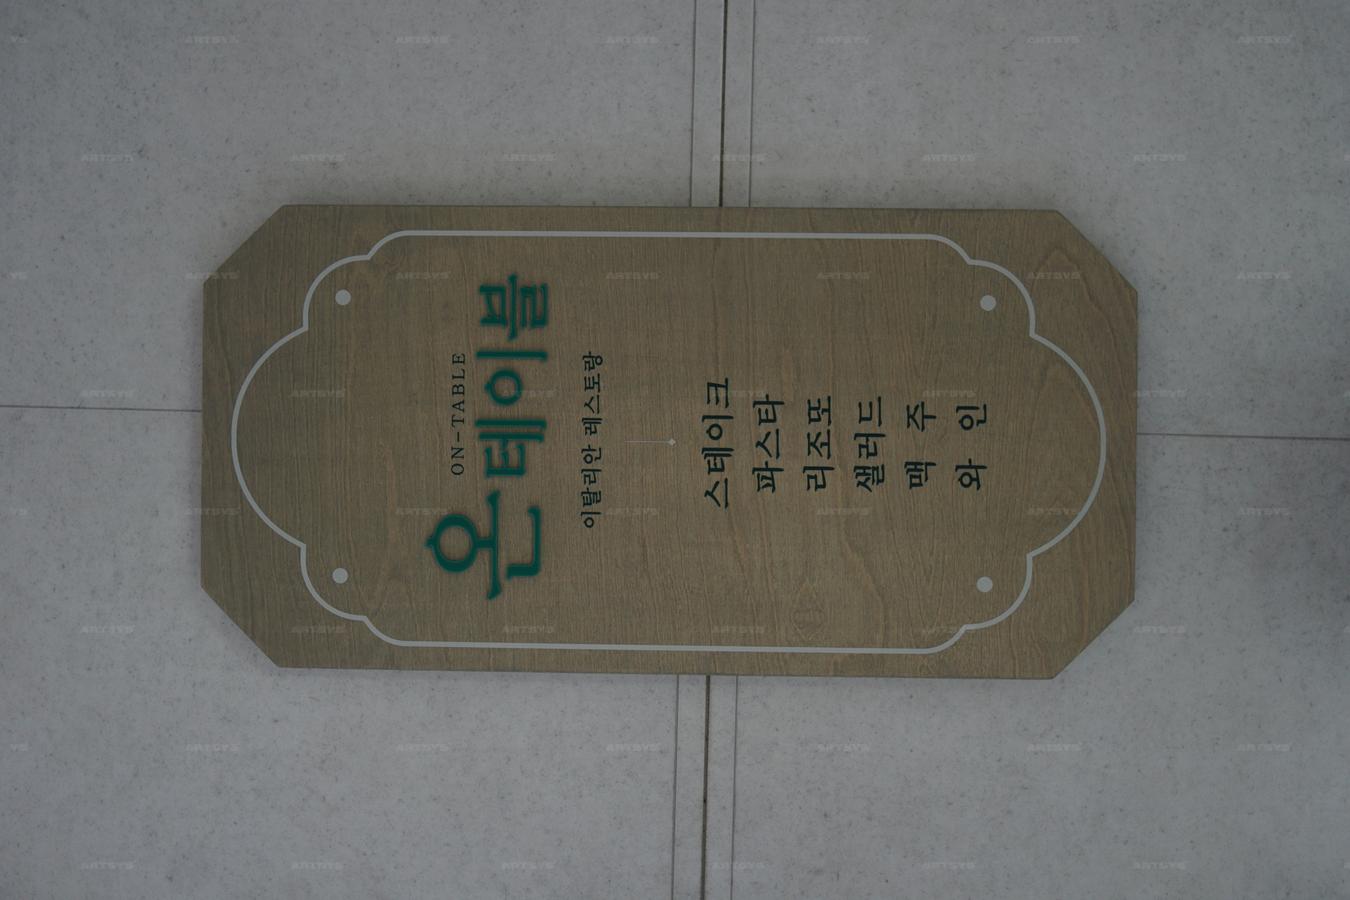 ON-TABLE
온테이블
이탈리안 레스토랑
스테이크
파스타
리조또
샐러드
맥 주
와 인
ARTSYS